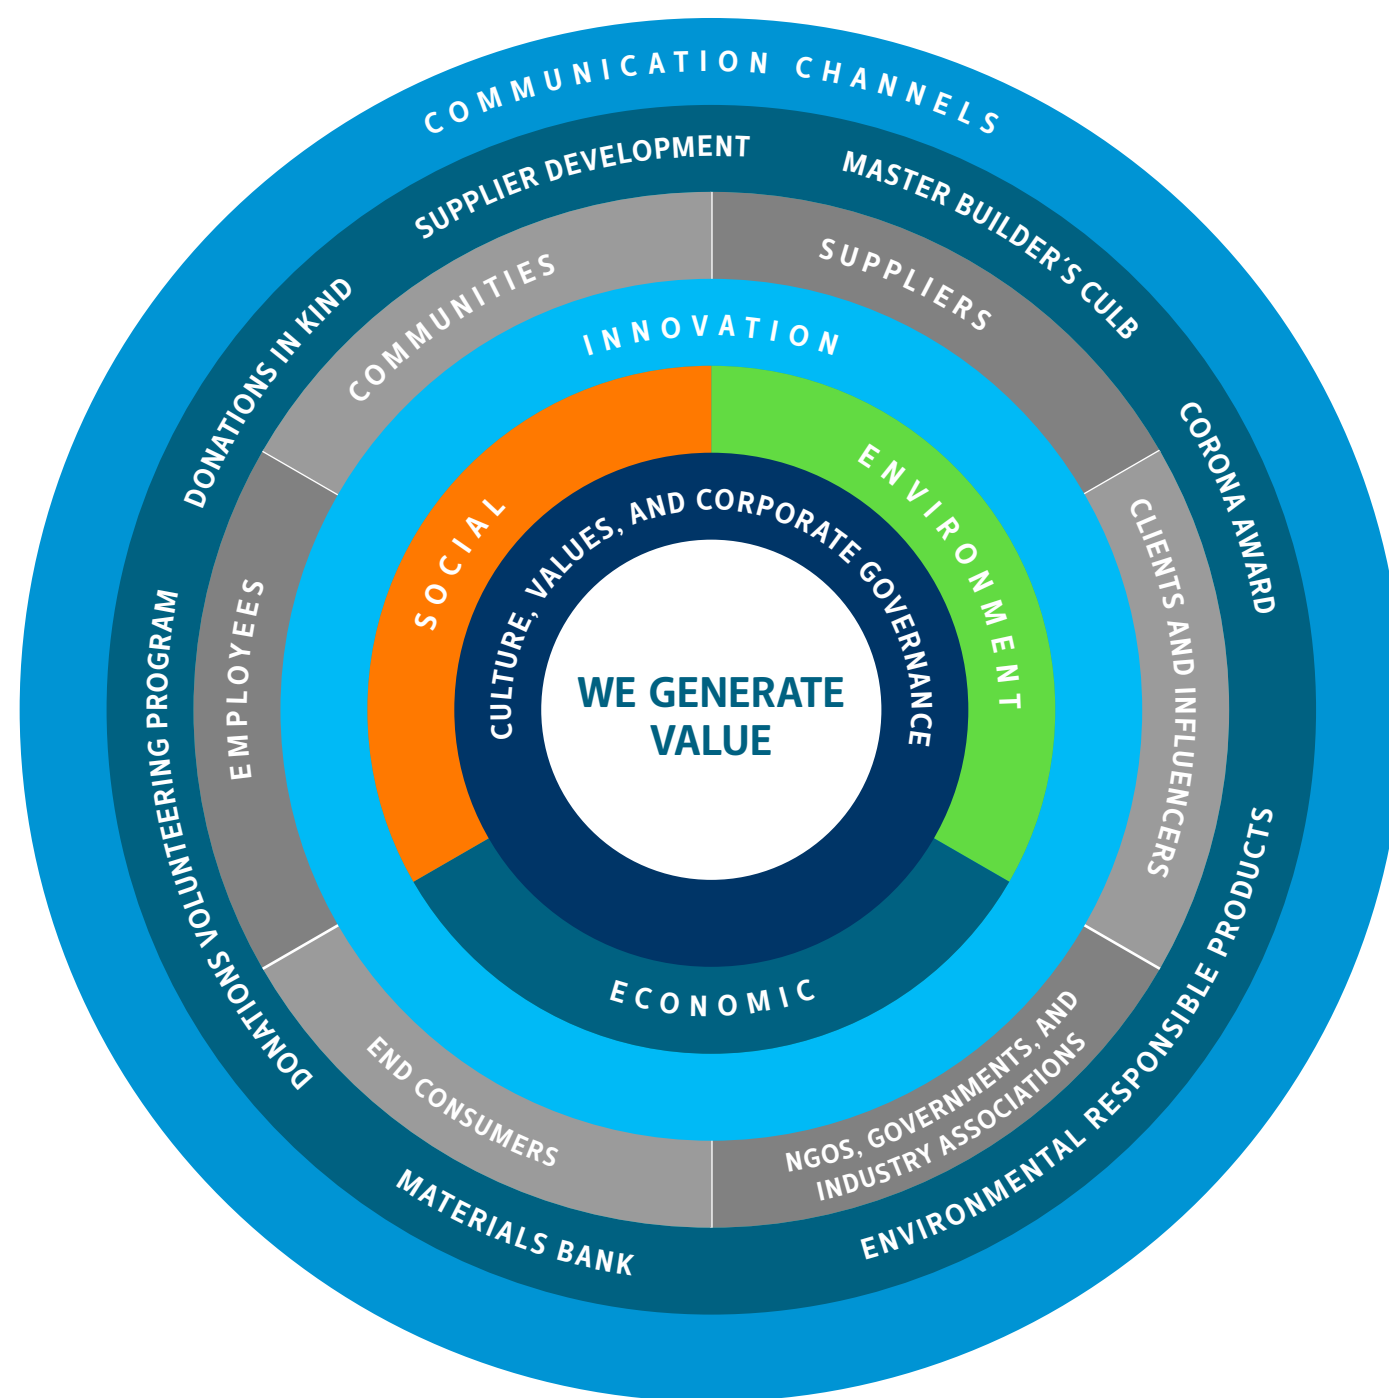 COMMUNICATION CHANNELS
SUPPLIER DEVELOPMENT
MASTER BUILDER'S CULB
CORONA AWARD
ENVIRONMENTAL RESPONSIBLE PRODUCTS
MATERIALS BANK
DONATIONS VOLUNTEERING PROGRAM
DONATIONS IN KIND
COMMUNITIES
SUPPLIERS
CLIENTS AND INFLUENCERS
NGOS, GOVERNMENTS, AND
INDUSTRY ASSOCIATIONS
END CONSUMERS
EMPLOYEES
INNOVATION
SOCIAL
ENVIRONMENT
ECONOMIC
CULTURE, VALUES, AND CORPORATE GOVERNANCE
WE GENERATE
VALUE